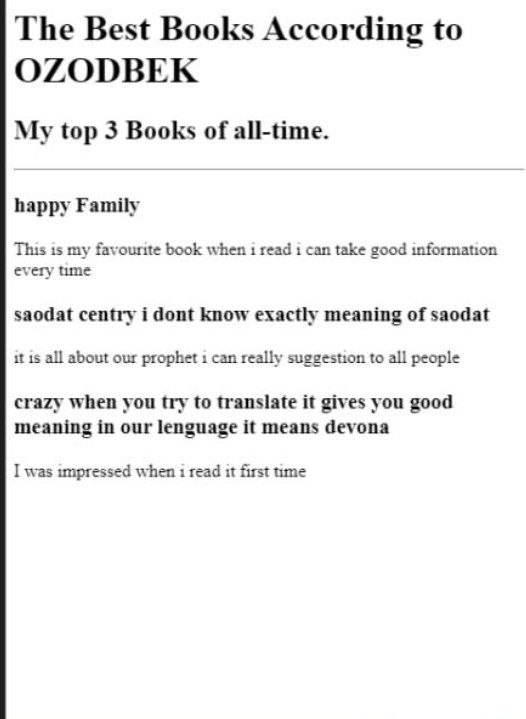 The Best Books According to
OZODBEK
My top 3 Books of all-time.
happy Family
This is my favourite book when i read i can take good information
every time
saodat centry i dont know exactly meaning of saodat
it is all about our prophet i can really suggestion to all people
crazy when you try to translate it gives you good
meaning in our lenguage it means devona
I was impressed when i read it first time